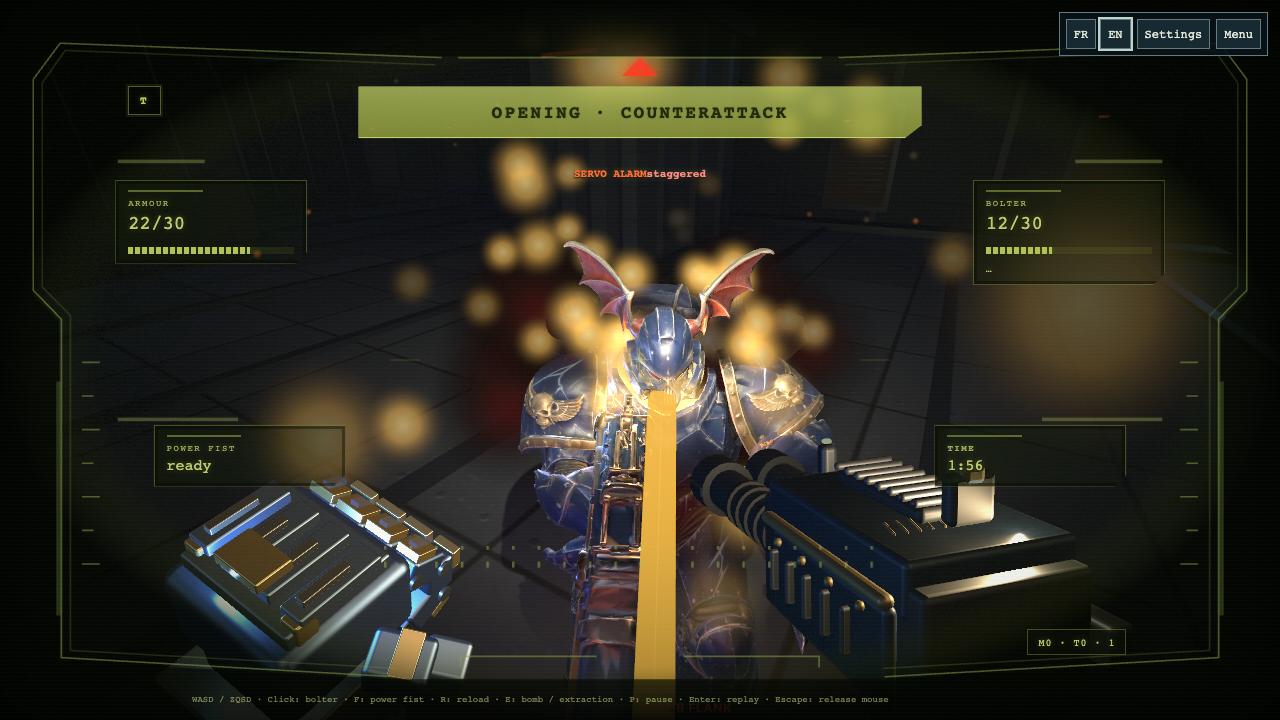 FR EN Settings Menu
T
OPENING · COUNTERATTACK
SERVO ALARMstaggered
ARMOUR
22/30
BOLTER
12/30
…
POWER FIST
ready
TIME
1:56
M0 · T0 · 1
WASD / ZQSD · Click: bolter · F: power fist · R: reload · E: bomb / extraction · P: pause · Enter: replay · Escape: release mouse